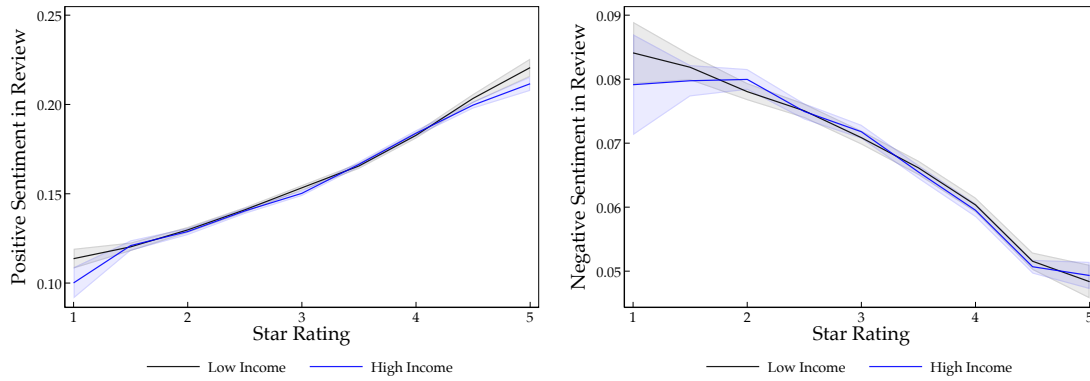 Positive Sentiment in Review
0.25
0.20
0.15
0.10
1 2 3 4 5
Star Rating
Low Income High Income
Negative Sentiment in Review
0.09
0.08
0.07
0.06
0.05
1 2 3 4 5
Star Rating
Low Income High Income